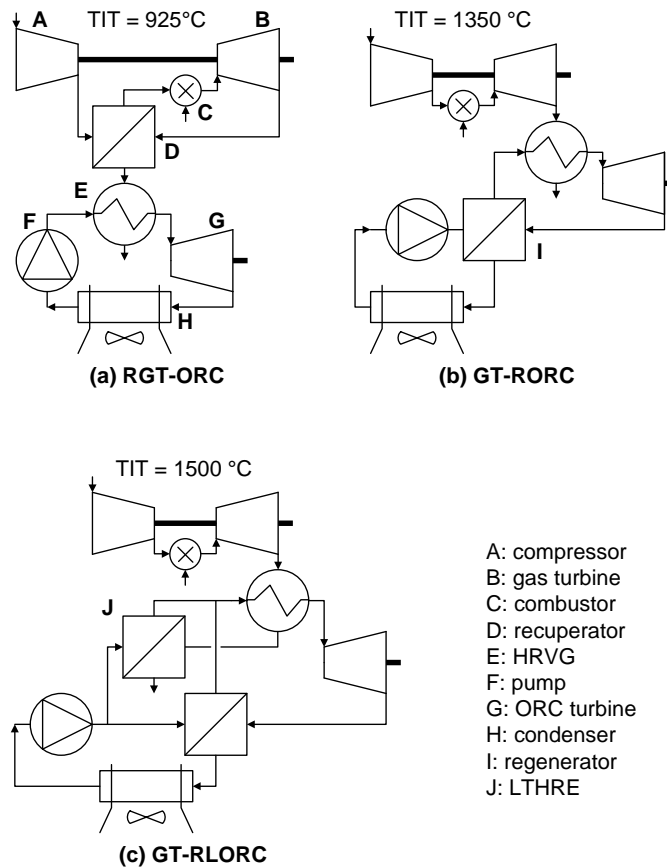 A
TIT = 925°C
B
C
D
E
F
G
H
(a) RGT-ORC
TIT = 1350 °C
I
(b) GT-RORC
TIT = 1500 °C
J
(c) GT-RLORC
A: compressor
B: gas turbine
C: combustor
D: recuperator
E: HRVG
F: pump
G: ORC turbine
H: condenser
I: regenerator
J: LTHRE